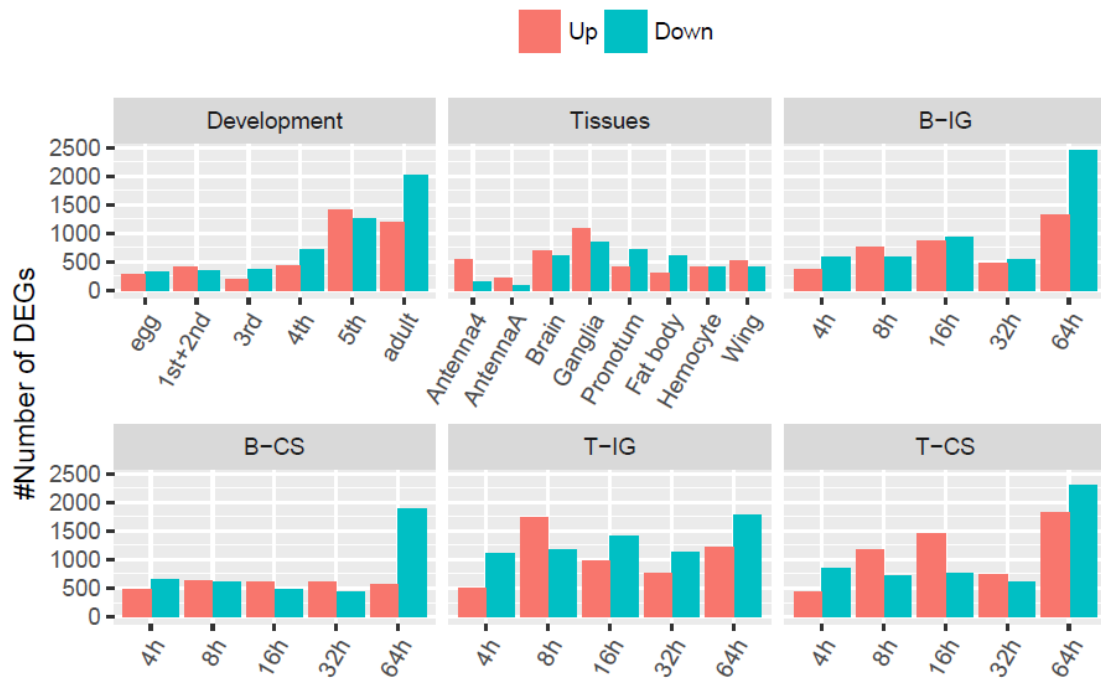 Up Down
Development Tissues B−IG
#Number of DEGs
2500
2000
1500
1000
500
0
egg 1st+2nd 3rd 4th 5th adult Antenna4 AntennaA Brain Ganglia Pronotum Fat body Hemocyte Wing 4h 8h 16h 32h 64h
B−CS T−IG T−CS
2500
2000
1500
1000
500
0
4h 8h 16h 32h 64h 4h 8h 16h 32h 64h 4h 8h 16h 32h 64h